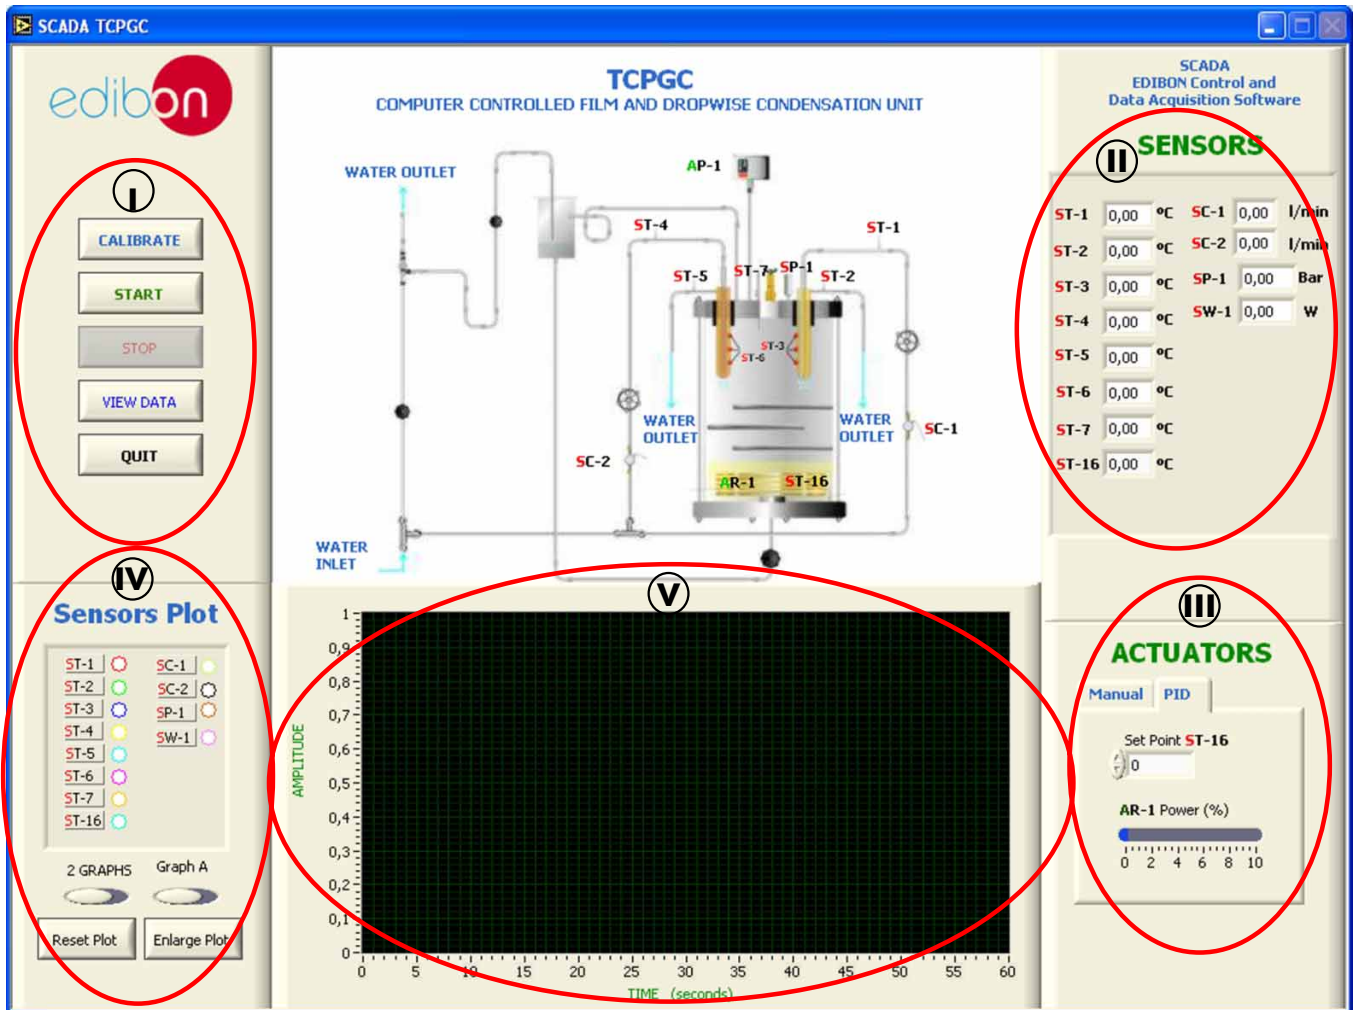 SCADA TCPGC
edibon
I
CALIBRATE
START
STOP
VIEW DATA
QUIT
TCPGC
COMPUTER CONTROLLED FILM AND DROPWISE CONDENSATION UNIT
WATER OUTLET
AP-1
ST-4
ST-1
ST-5
ST-7
SP-1
ST-2
ST-6
ST-3
WATER
OUTLET
WATER
OUTLET
SC-1
SC-2
AR-1
ST-16
WATER
INLET
SCADA
EDIBON Control and
Data Acquisition Software
II
SENSORS
ST-1 0,00 ºC SC-1 0,00 l/min
ST-2 0,00 ºC SC-2 0,00 l/min
ST-3 0,00 ºC SP-1 0,00 Bar
ST-4 0,00 ºC SW-1 0,00 W
ST-5 0,00 ºC
ST-6 0,00 ºC
ST-7 0,00 ºC
ST-16 0,00 ºC
IV
Sensors Plot
ST-1 SC-1
ST-2 SC-2
ST-3 SP-1
ST-4 SW-1
ST-5
ST-6
ST-7
ST-16
2 GRAPHS Graph A
Reset Plot Enlarge Plot
V
AMPLITUDE
1
0,9
0,8
0,7
0,6
0,5
0,4
0,3
0,2
0,1
0
0 5 10 15 20 25 30 35 40 45 50 55 60
TIME (seconds)
III
ACTUATORS
Manual PID
Set Point ST-16
0
AR-1 Power (%)
0 2 4 6 8 10